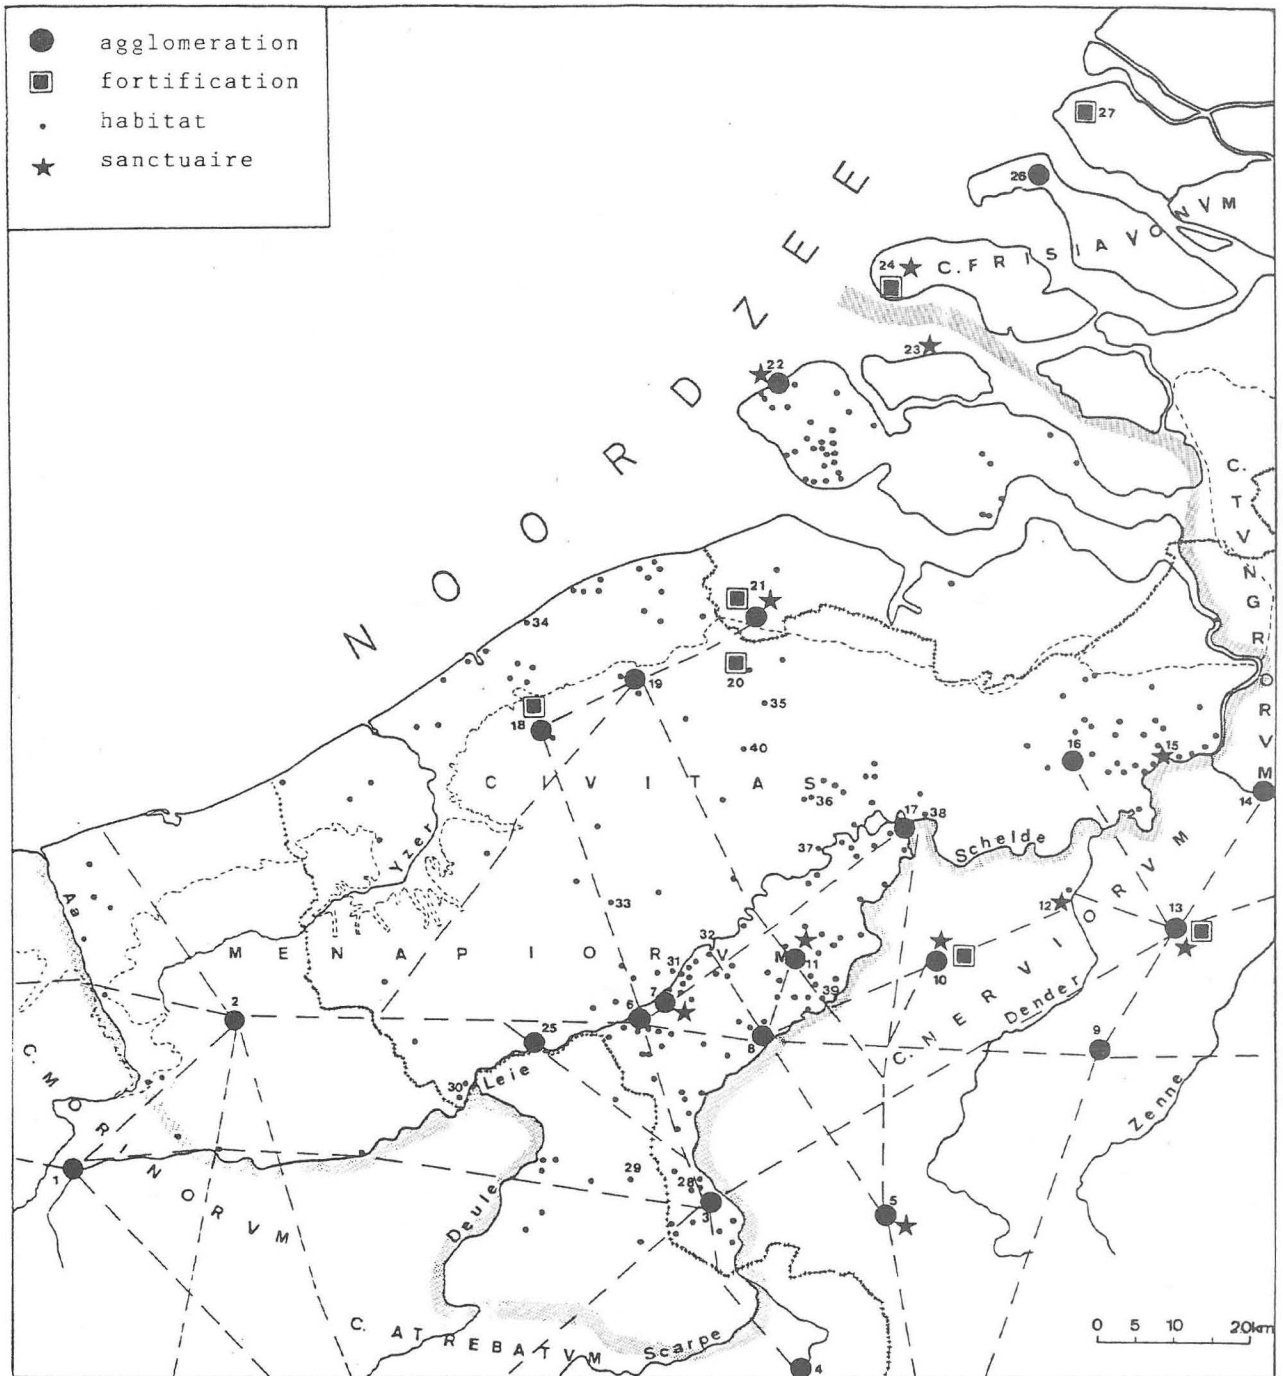 agglomeration
fortification
habitat
sanctuaire
NOORDZEE
27
26
C. FRISIAVONVM
24
23
22
C. TVNGRORVM
21
34
20
19
35
18
40
16
15
CIVITAS
36
14
17
38
37
Schelde
Yzer
Aa
12
33
13
32
MENAPIORVM
31
11
10
C. NERVIORVM
7
39
2
6
Dender
25
8
9
C. MORINORVM
30
Leie
Zenne
1
29
28
3
5
Deule
C. ATREBATVM
Scarpe
4
0 5 10 20km